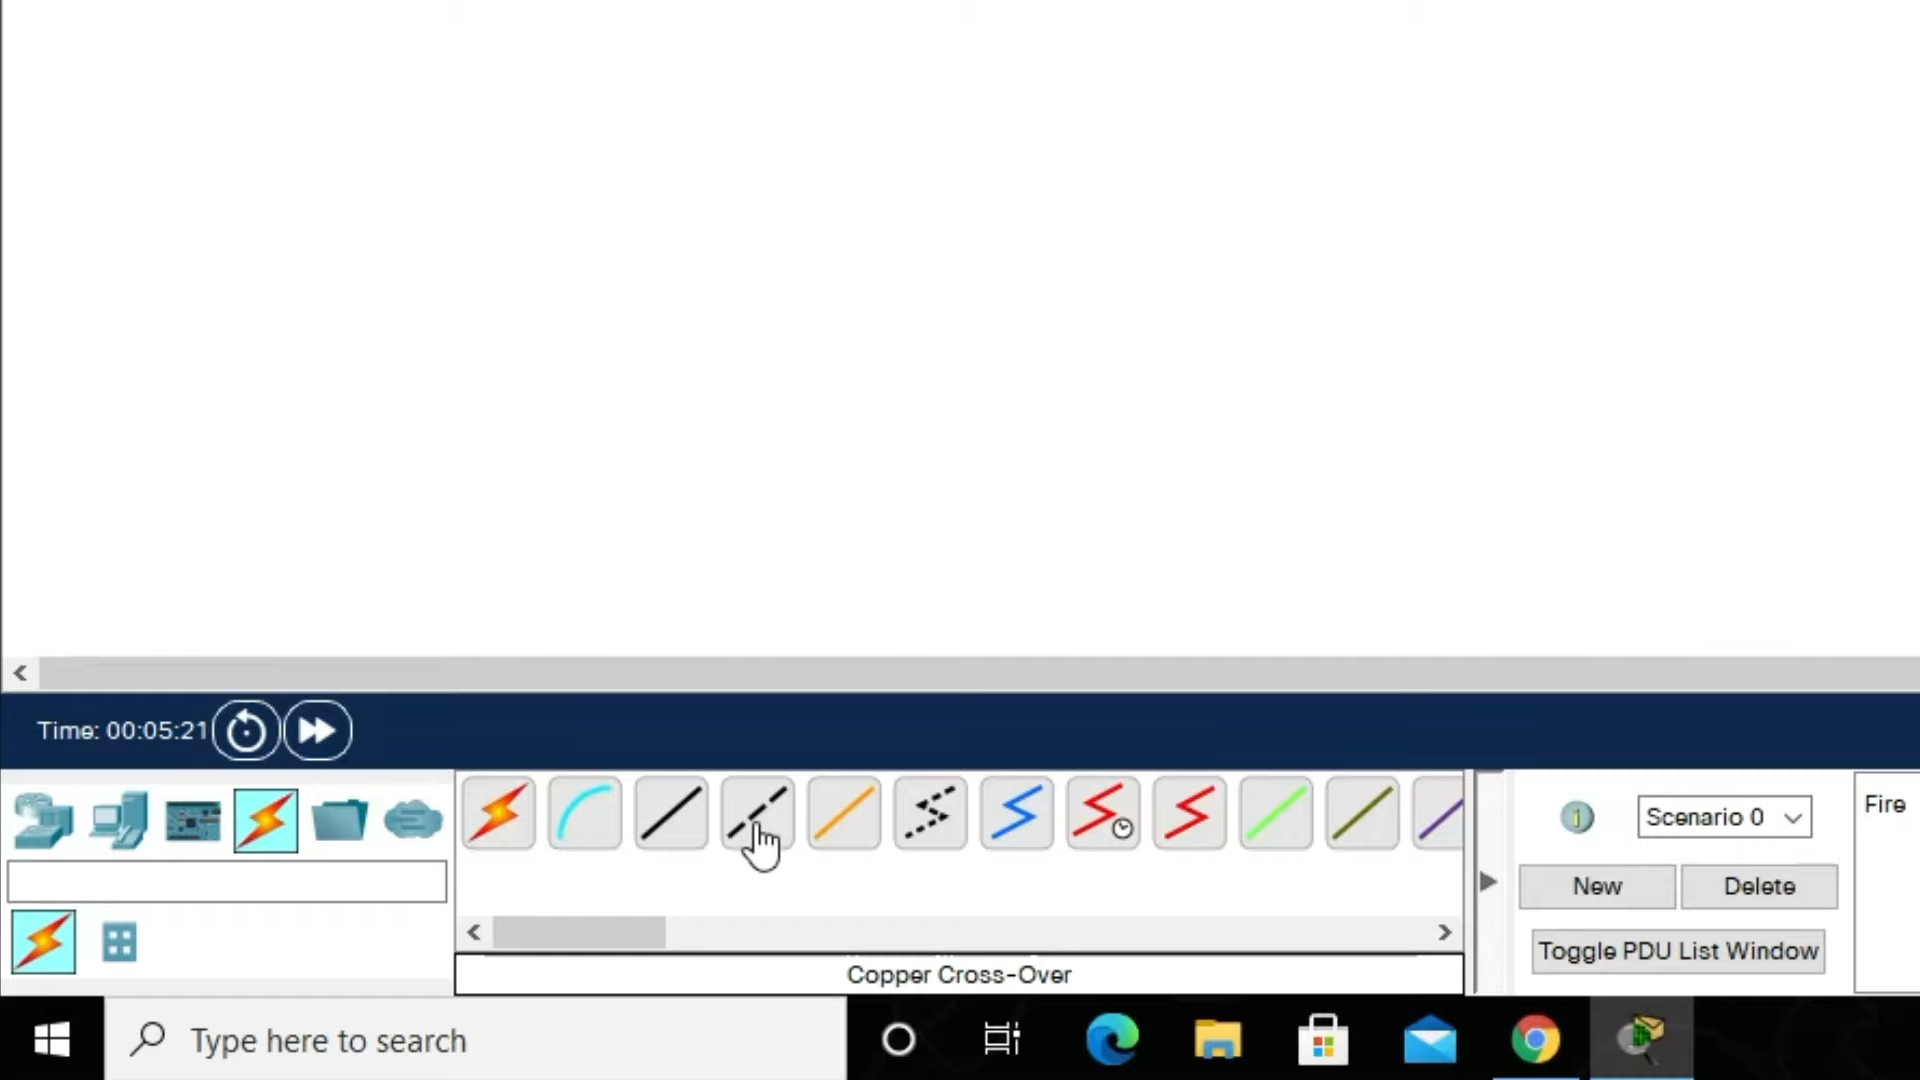 Time: 00:05:21
Scenario 0
Fire
New
Delete
Toggle PDU List Window
Copper Cross-Over
Type here to search